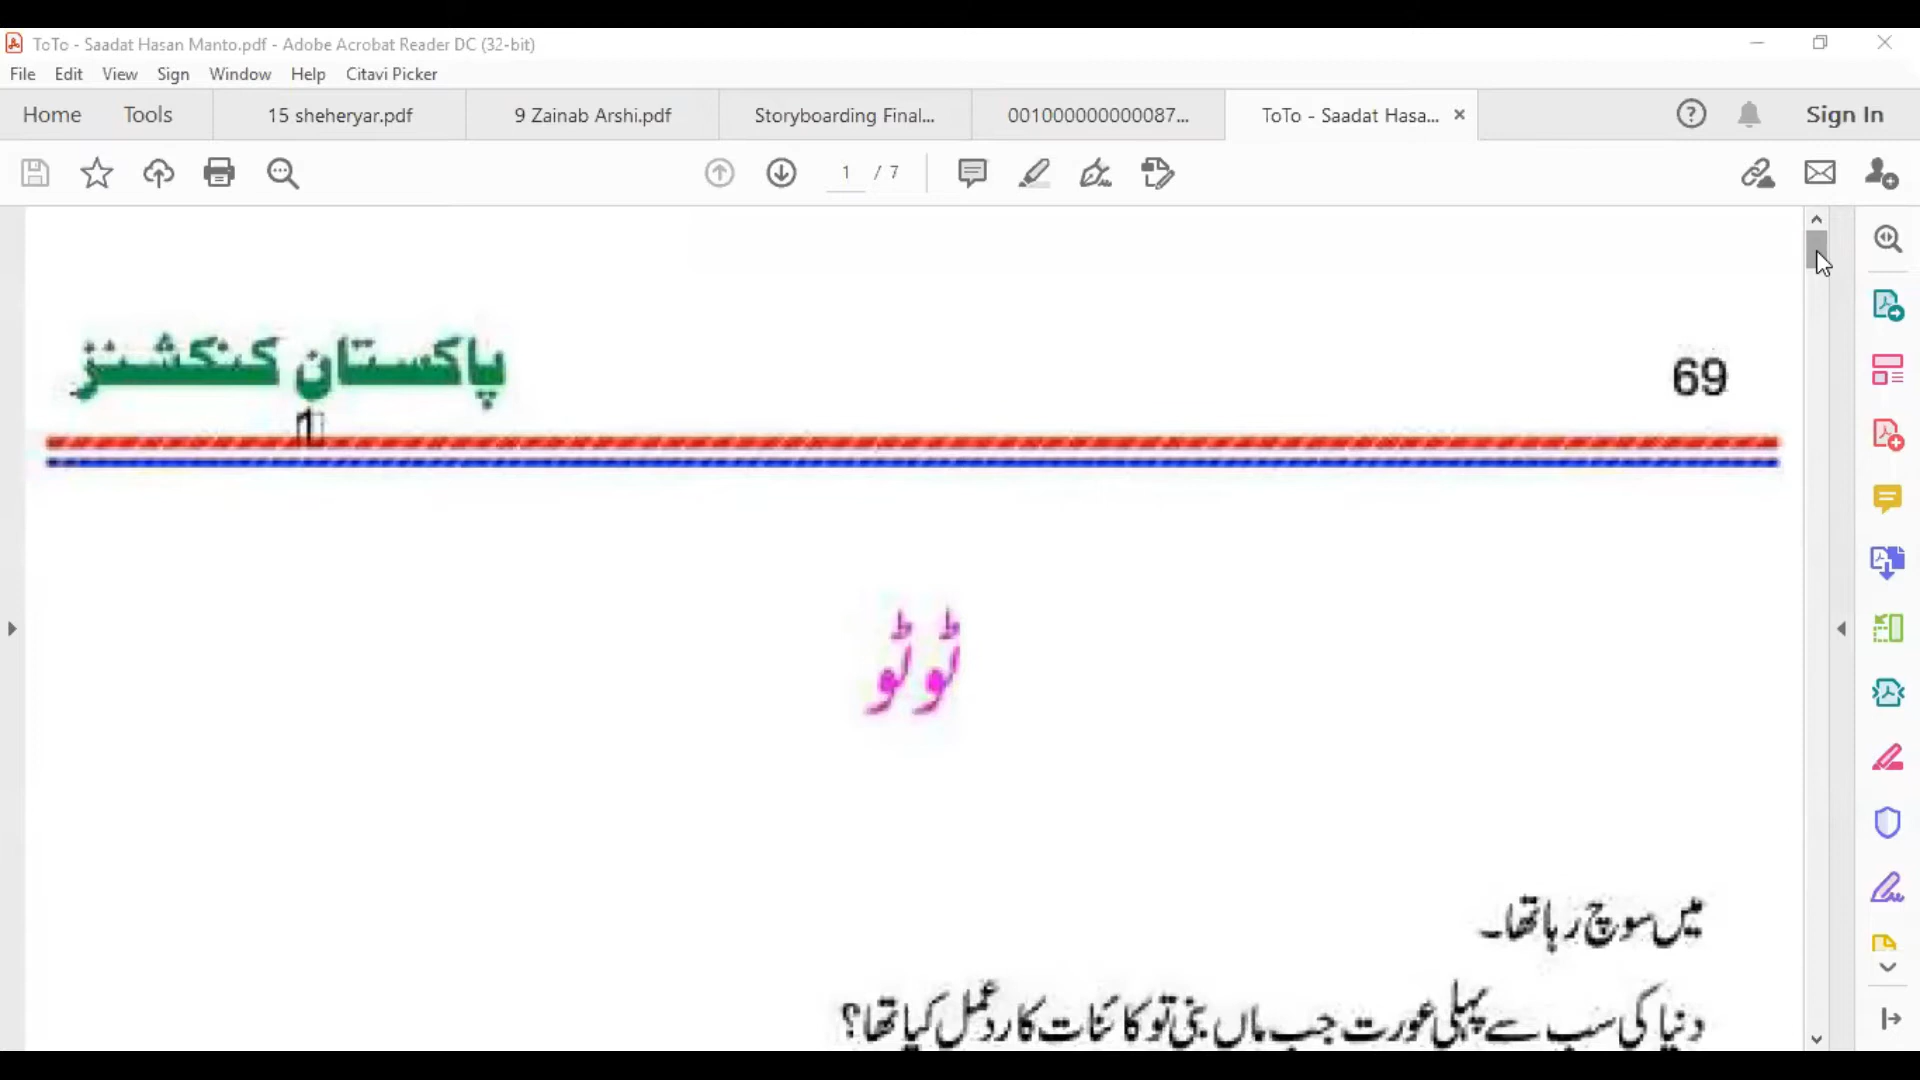 ToTo - Saadat Hasan Manto.pdf - Adobe Acrobat Reader DC (32-bit)
File Edit View Sign Window Help Citavi Picker
Home Tools 15 sheheryar.pdf 9 Zainab Arshi.pdf Storyboarding Final... 001000000000087... ToTo - Saadat Hasa... Sign In
1 / 7
پاکستان کنکشنز 69
1
ٹوٹو
میں سوچ رہا تھا۔
دنیا کی سب سے پہلی عورت جب ماں بنی تو کائنات کا ردعمل کیا تھا؟